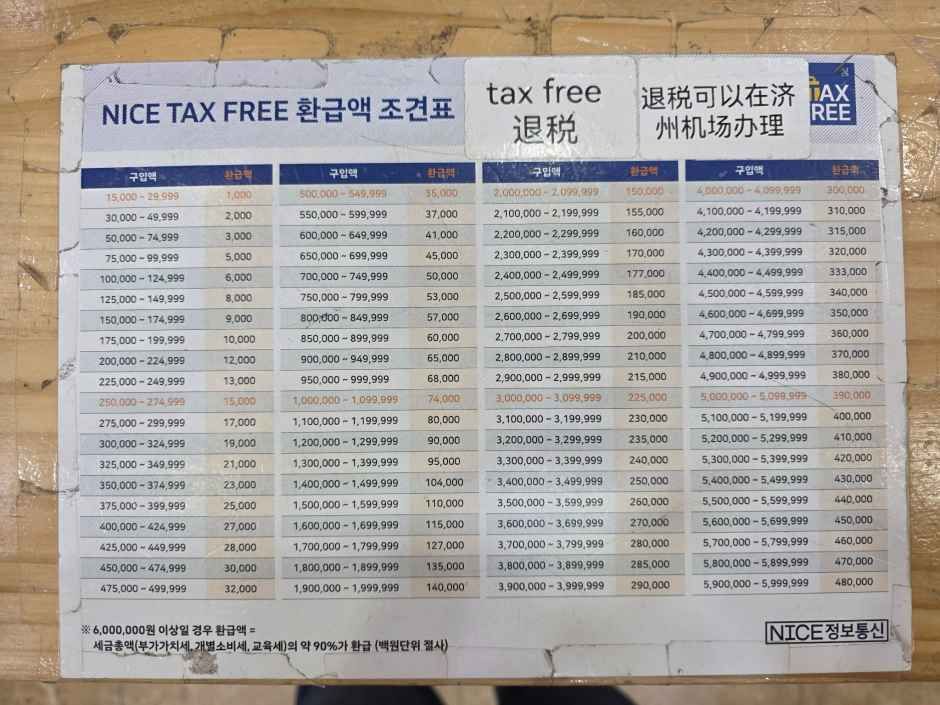 NICE TAX FREE 환급액 조견표
tax free
退税
退税可以在济
州机场办理
TAX
FREE
구입액 환급액 구입액 환급액 구입액 환급액 구입액 환급액
15,000 ~ 29,999 1,000 500,000 ~ 549,999 35,000 2,000,000 ~ 2,099,999 150,000 4,000,000 ~ 4,099,999 300,000
30,000 ~ 49,999 2,000 550,000 ~ 599,999 37,000 2,100,000 ~ 2,199,999 155,000 4,100,000 ~ 4,199,999 310,000
50,000 ~ 74,999 3,000 600,000 ~ 649,999 41,000 2,200,000 ~ 2,299,999 160,000 4,200,000 ~ 4,299,999 315,000
75,000 ~ 99,999 5,000 650,000 ~ 699,999 45,000 2,300,000 ~ 2,399,999 170,000 4,300,000 ~ 4,399,999 320,000
100,000 ~ 124,999 6,000 700,000 ~ 749,999 50,000 2,400,000 ~ 2,499,999 177,000 4,400,000 ~ 4,499,999 333,000
125,000 ~ 149,999 8,000 750,000 ~ 799,999 53,000 2,500,000 ~ 2,599,999 185,000 4,500,000 ~ 4,599,999 340,000
150,000 ~ 174,999 9,000 800,000 ~ 849,999 57,000 2,600,000 ~ 2,699,999 190,000 4,600,000 ~ 4,699,999 350,000
175,000 ~ 199,999 10,000 850,000 ~ 899,999 60,000 2,700,000 ~ 2,799,999 200,000 4,700,000 ~ 4,799,999 360,000
200,000 ~ 224,999 12,000 900,000 ~ 949,999 65,000 2,800,000 ~ 2,899,999 210,000 4,800,000 ~ 4,899,999 370,000
225,000 ~ 249,999 13,000 950,000 ~ 999,999 68,000 2,900,000 ~ 2,999,999 215,000 4,900,000 ~ 4,999,999 380,000
250,000 ~ 274,999 15,000 1,000,000 ~ 1,099,999 74,000 3,000,000 ~ 3,099,999 225,000 5,000,000 ~ 5,099,999 390,000
275,000 ~ 299,999 17,000 1,100,000 ~ 1,199,999 80,000 3,100,000 ~ 3,199,999 230,000 5,100,000 ~ 5,199,999 400,000
300,000 ~ 324,999 19,000 1,200,000 ~ 1,299,999 90,000 3,200,000 ~ 3,299,999 235,000 5,200,000 ~ 5,299,999 410,000
325,000 ~ 349,999 21,000 1,300,000 ~ 1,399,999 95,000 3,300,000 ~ 3,399,999 240,000 5,300,000 ~ 5,399,999 420,000
350,000 ~ 374,999 23,000 1,400,000 ~ 1,499,999 104,000 3,400,000 ~ 3,499,999 250,000 5,400,000 ~ 5,499,999 430,000
375,000 ~ 399,999 25,000 1,500,000 ~ 1,599,999 110,000 3,500,000 ~ 3,599,999 260,000 5,500,000 ~ 5,599,999 440,000
400,000 ~ 424,999 27,000 1,600,000 ~ 1,699,999 115,000 3,600,000 ~ 3,699,999 270,000 5,600,000 ~ 5,699,999 450,000
425,000 ~ 449,999 28,000 1,700,000 ~ 1,799,999 127,000 3,700,000 ~ 3,799,999 280,000 5,700,000 ~ 5,799,999 460,000
450,000 ~ 474,999 30,000 1,800,000 ~ 1,899,999 135,000 3,800,000 ~ 3,899,999 285,000 5,800,000 ~ 5,899,999 470,000
475,000 ~ 499,999 32,000 1,900,000 ~ 1,999,999 140,000 3,900,000 ~ 3,999,999 290,000 5,900,000 ~ 5,999,999 480,000
※ 6,000,000원 이상일 경우 환급액 =
세금총액(부가가치세, 개별소비세, 교육세)의 약 90%가 환급 (백원단위 절사)
NICE정보통신